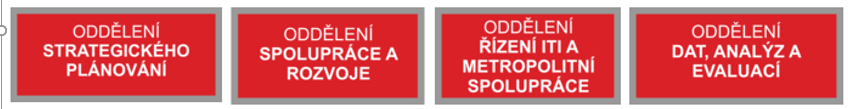 ODDĚLENÍ
STRATEGICKÉHO
PLÁNOVÁNÍ
ODDĚLENÍ
SPOLUPRÁCE A
ROZVOJE
ODDĚLENÍ
ŘÍZENÍ ITI A
METROPOLITNÍ
SPOLUPRÁCE
ODDĚLENÍ
DAT, ANALÝZ A
EVALUACÍ